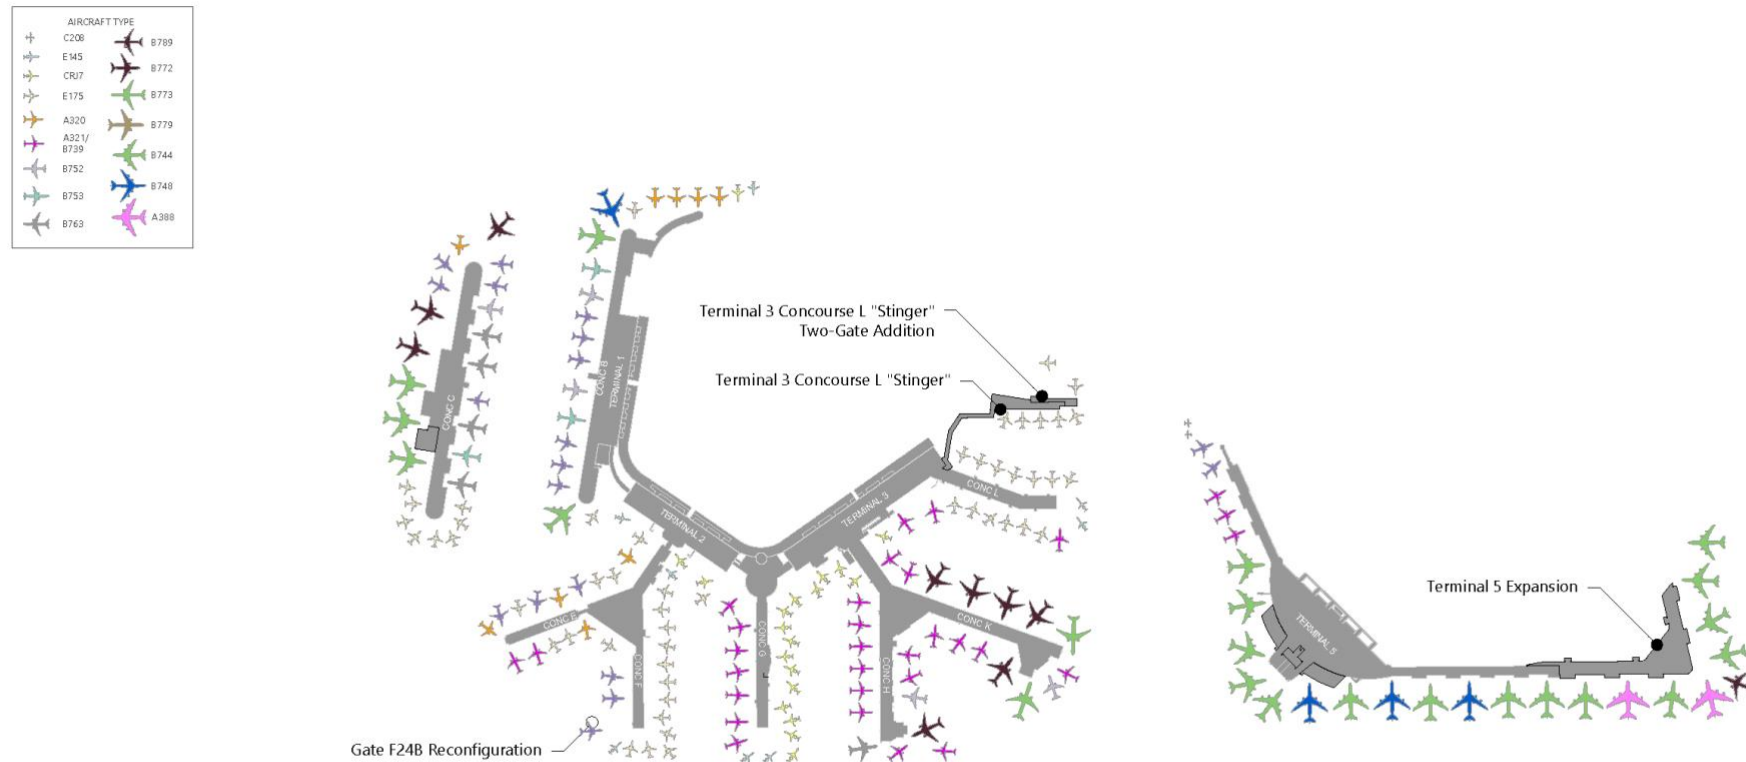 AIRCRAFT TYPE
C208
E145
CRJ7
E175
A320
A321/
B739
B752
B753
B763
B789
B772
B773
B779
B744
B748
A388
Terminal 3 Concourse L "Stinger"
Two-Gate Addition
Terminal 3 Concourse L "Stinger"
CONC B
TERMINAL 1
CONC C
CONC L
TERMINAL 3
TERMINAL 2
Terminal 5 Expansion
CONC E
CONC K
CONC G
TERMINAL 5
CONC F
CONC H
Gate F24B Reconfiguration